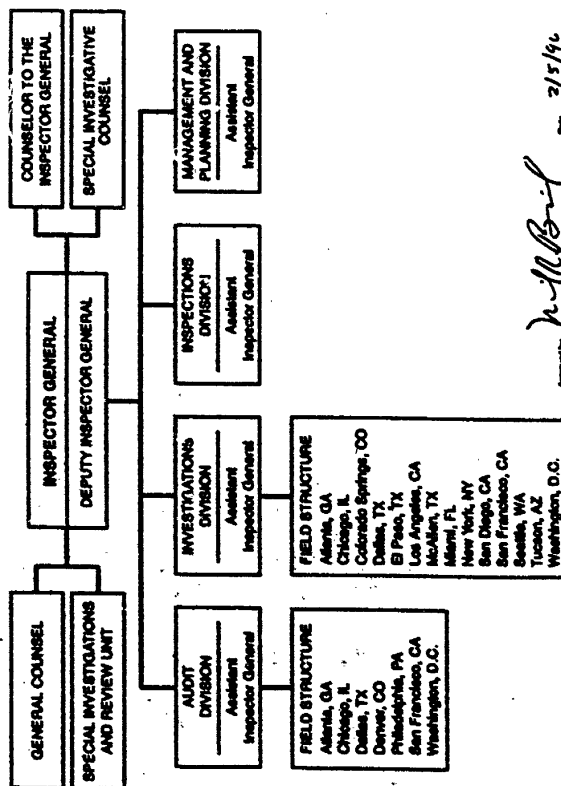 INSPECTOR GENERAL
DEPUTY INSPECTOR GENERAL
GENERAL COUNSEL
SPECIAL INVESTIGATIONS
AND REVIEW UNIT
COUNSELOR TO THE
INSPECTOR GENERAL
SPECIAL INVESTIGATIVE
COUNSEL
AUDIT
DIVISION
Assistant
Inspector General
INVESTIGATIONS
DIVISION
Assistant
Inspector General
INSPECTIONS
DIVISION
Assistant
Inspector General
MANAGEMENT AND
PLANNING DIVISION
Assistant
Inspector General
FIELD STRUCTURE
Atlanta, GA
Chicago, IL
Dallas, TX
Denver, CO
Philadelphia, PA
San Francisco, CA
Washington, D.C.
FIELD STRUCTURE
Atlanta, GA
Chicago, IL
Colorado Springs, CO
Dallas, TX
El Paso, TX
Los Angeles, CA
McAllen, TX
Miami, FL
New York, NY
San Diego, CA
San Francisco, CA
Seattle, WA
Tucson, AZ
Washington, D.C.
2/5/96